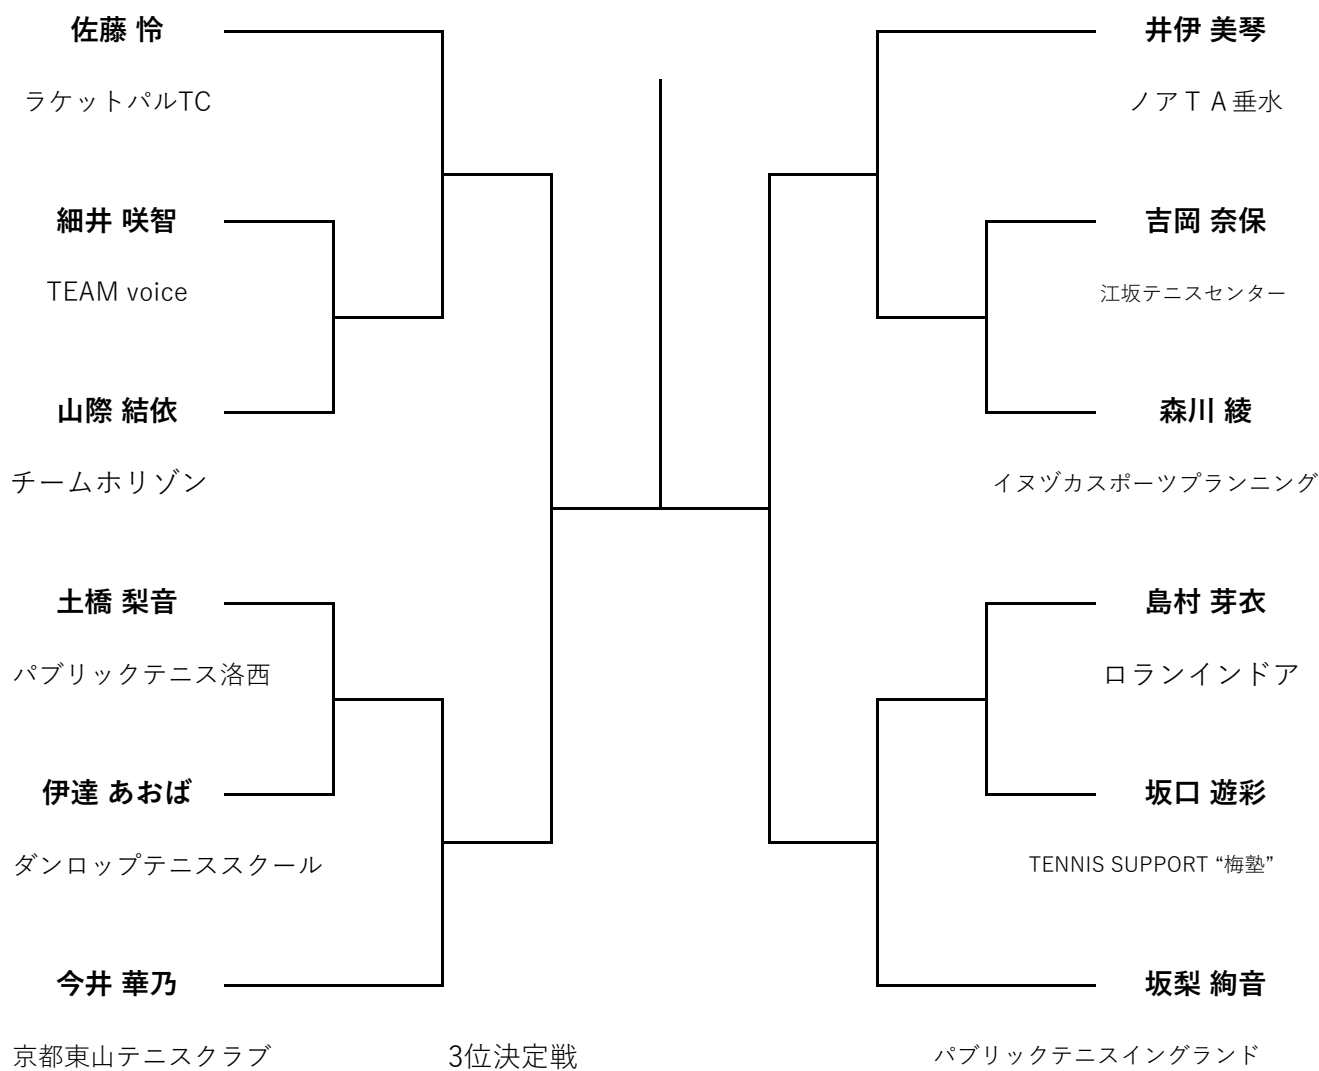 佐藤 怜
ラケットパルTC
細井 咲智
TEAM voice
山際 結依
チームホリゾン
土橋 梨音
パブリックテニス洛西
伊達 あおば
ダンロップテニススクール
今井 華乃
京都東山テニスクラブ
3位決定戦
井伊 美琴
ノアＴＡ垂水
吉岡 奈保
江坂テニスセンター
森川 綾
イヌヅカスポーツプランニング
島村 芽衣
ロランインドア
坂口 遊彩
TENNIS SUPPORT “梅塾”
坂梨 絢音
パブリックテニスイングランド